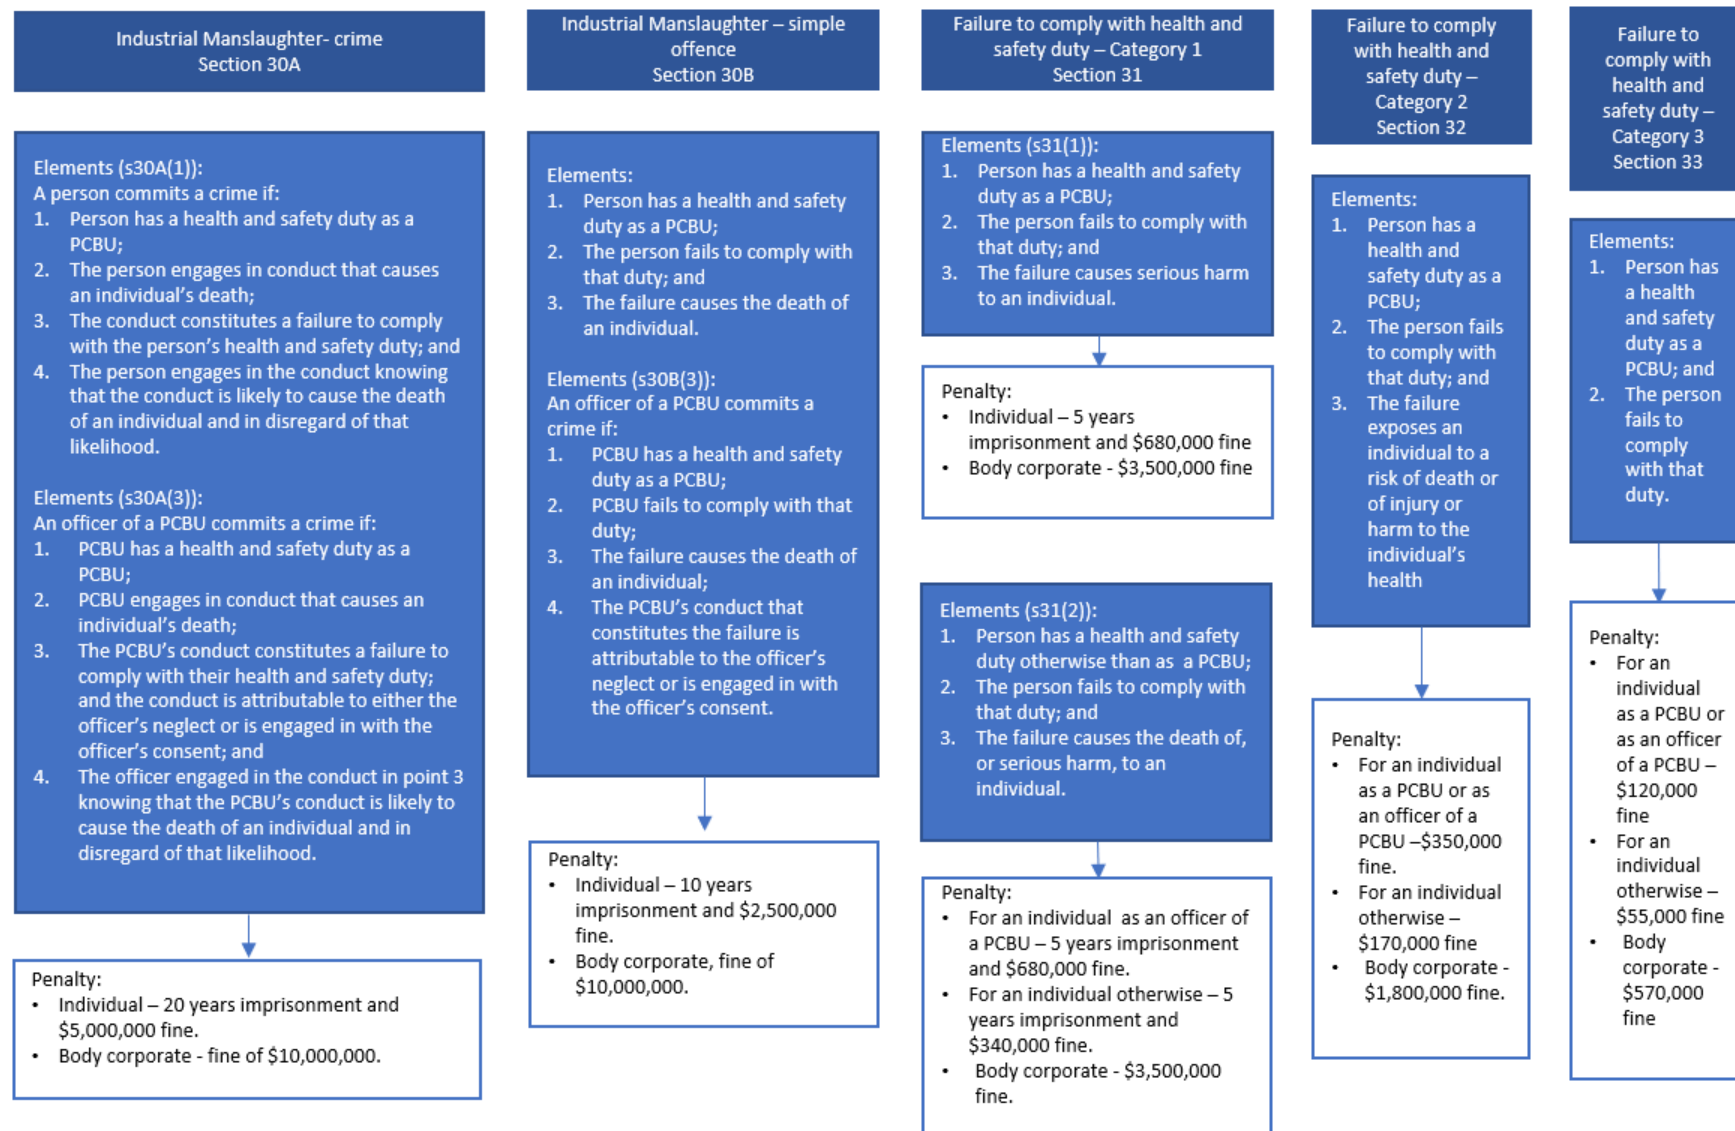 Industrial Manslaughter- crime
Section 30A
Elements (s30A(1)):
A person commits a crime if:
1. Person has a health and safety duty as a
PCBU;
2. The person engages in conduct that causes
an individual’s death;
3. The conduct constitutes a failure to comply
with the person’s health and safety duty; and
4. The person engages in the conduct knowing
that the conduct is likely to cause the death
of an individual and in disregard of that
likelihood.
Elements (s30A(3)):
An officer of a PCBU commits a crime if:
1. PCBU has a health and safety duty as a
PCBU;
2. PCBU engages in conduct that causes an
individual’s death;
3. The PCBU’s conduct constitutes a failure to
comply with their health and safety duty;
and the conduct is attributable to either the
officer’s neglect or is engaged in with the
officer’s consent; and
4. The officer engaged in the conduct in point 3
knowing that the PCBU’s conduct is likely to
cause the death of an individual and in
disregard of that likelihood.
Penalty:
• Individual – 20 years imprisonment and
$5,000,000 fine.
• Body corporate - fine of $10,000,000.
Industrial Manslaughter – simple
offence
Section 30B
Elements:
1. Person has a health and safety
duty as a PCBU;
2. The person fails to comply with
that duty; and
3. The failure causes the death of
an individual.
Elements (s30B(3)):
An officer of a PCBU commits a
crime if:
1. PCBU has a health and safety
duty as a PCBU;
2. PCBU fails to comply with that
duty;
3. The failure causes the death of
an individual;
4. The PCBU’s conduct that
constitutes the failure is
attributable to the officer’s
neglect or is engaged in with
the officer’s consent.
Penalty:
• Individual – 10 years
imprisonment and $2,500,000
fine.
• Body corporate, fine of
$10,000,000.
Failure to comply with health and
safety duty – Category 1
Section 31
Elements (s31(1)):
1. Person has a health and safety
duty as a PCBU;
2. The person fails to comply with
that duty; and
3. The failure causes serious harm
to an individual.
Penalty:
• Individual – 5 years
imprisonment and $680,000 fine
• Body corporate - $3,500,000 fine
Elements (s31(2)):
1. Person has a health and safety
duty otherwise than as a PCBU;
2. The person fails to comply with
that duty; and
3. The failure causes the death of,
or serious harm, to an
individual.
Penalty:
• For an individual as an officer of
a PCBU – 5 years imprisonment
and $680,000 fine.
• For an individual otherwise – 5
years imprisonment and
$340,000 fine.
• Body corporate - $3,500,000
fine.
Failure to comply
with health and
safety duty –
Category 2
Section 32
Elements:
1. Person has a
health and
safety duty as a
PCBU;
2. The person fails
to comply with
that duty; and
3. The failure
exposes an
individual to a
risk of death or
of injury or
harm to the
individual’s
health
Penalty:
• For an individual
as a PCBU or as
an officer of a
PCBU –$350,000
fine.
• For an individual
otherwise –
$170,000 fine
• Body corporate -
$1,800,000 fine.
Failure to
comply with
health and
safety duty –
Category 3
Section 33
Elements:
1. Person has
a health
and safety
duty as a
PCBU; and
2. The person
fails to
comply
with that
duty.
Penalty:
• For an
individual
as a PCBU or
as an officer
of a PCBU –
$120,000
fine
• For an
individual
otherwise –
$55,000 fine
• Body
corporate -
$570,000
fine